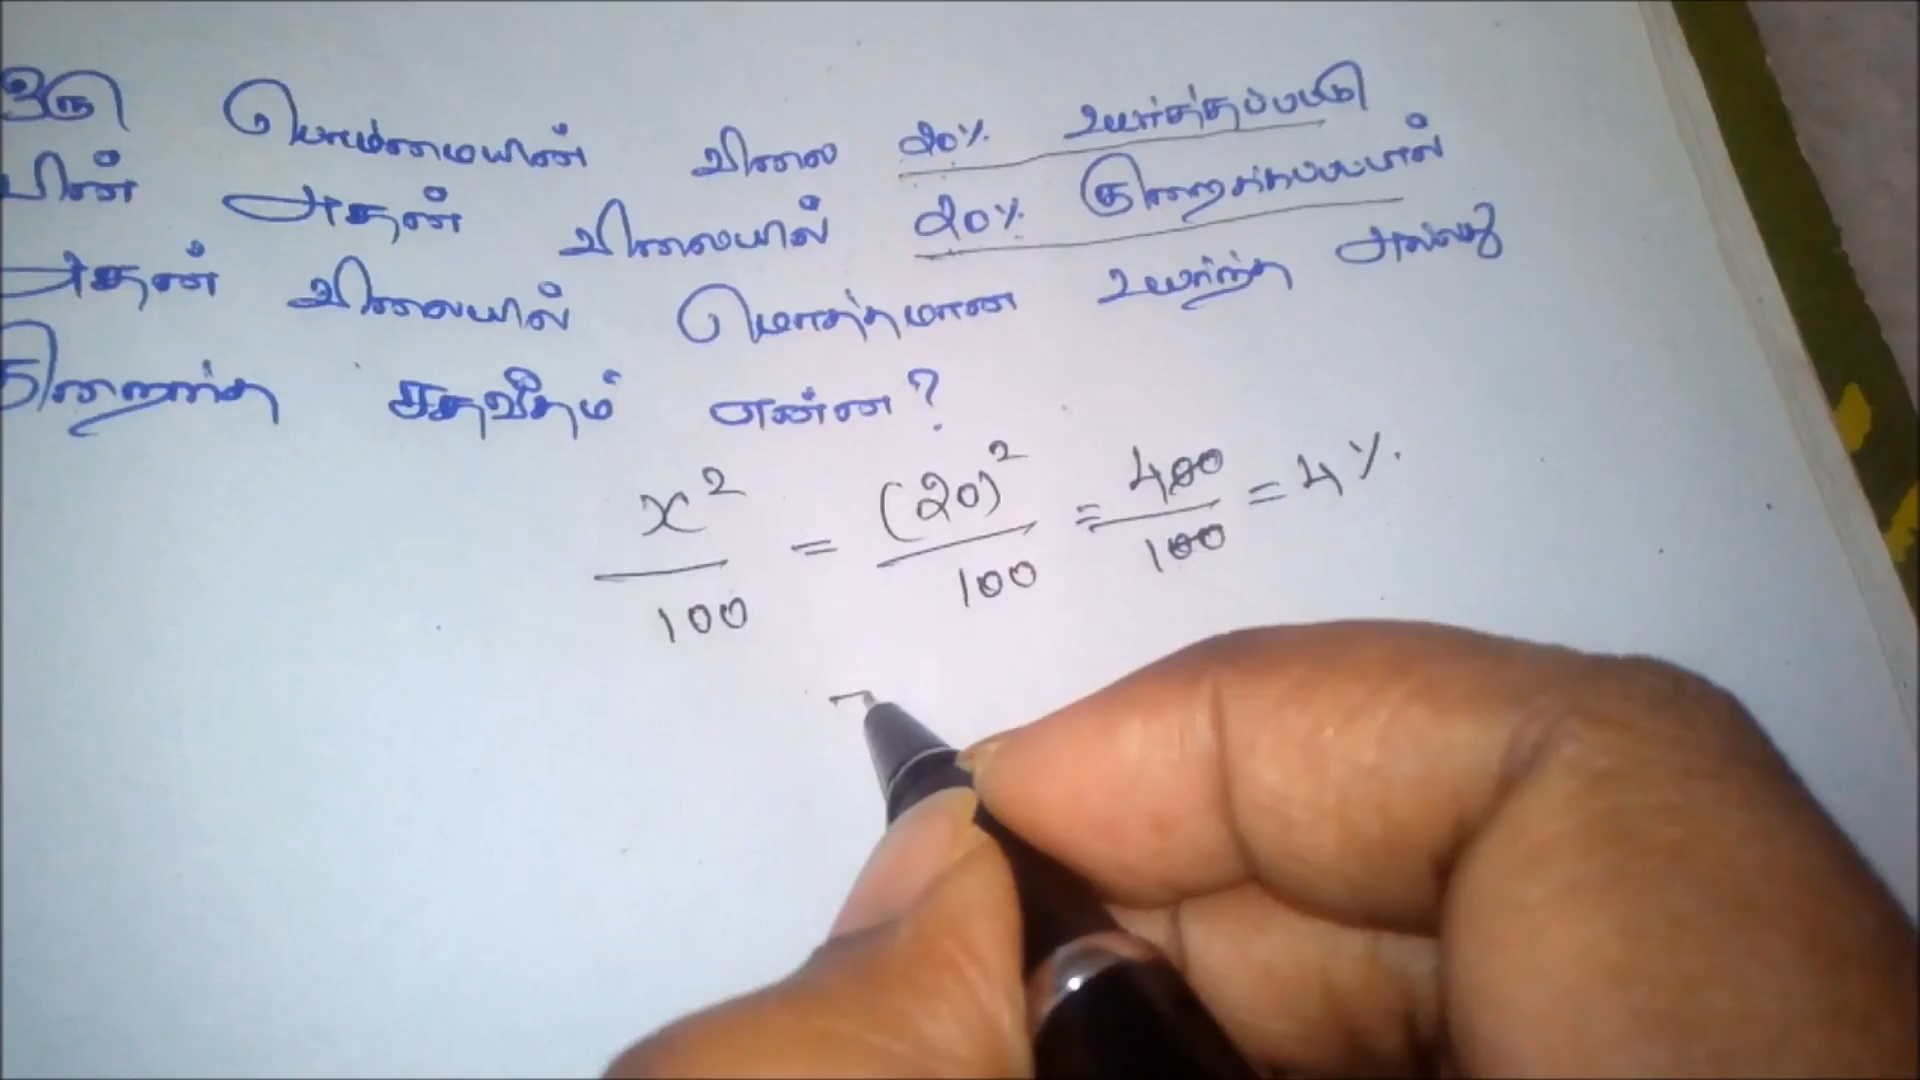 ஒரு பொம்மையின் விலை 20% உயர்த்தப்பட்டு
பின் அதன் விலையில் 20% குறைக்கப்பட்டால்
அதன் விலையில் மொத்தமான உயர்ந்த அல்லது
குறைந்த சதவீதம் என்ன?
x²/100 = (20)²/100 = 400/100 = 4%.